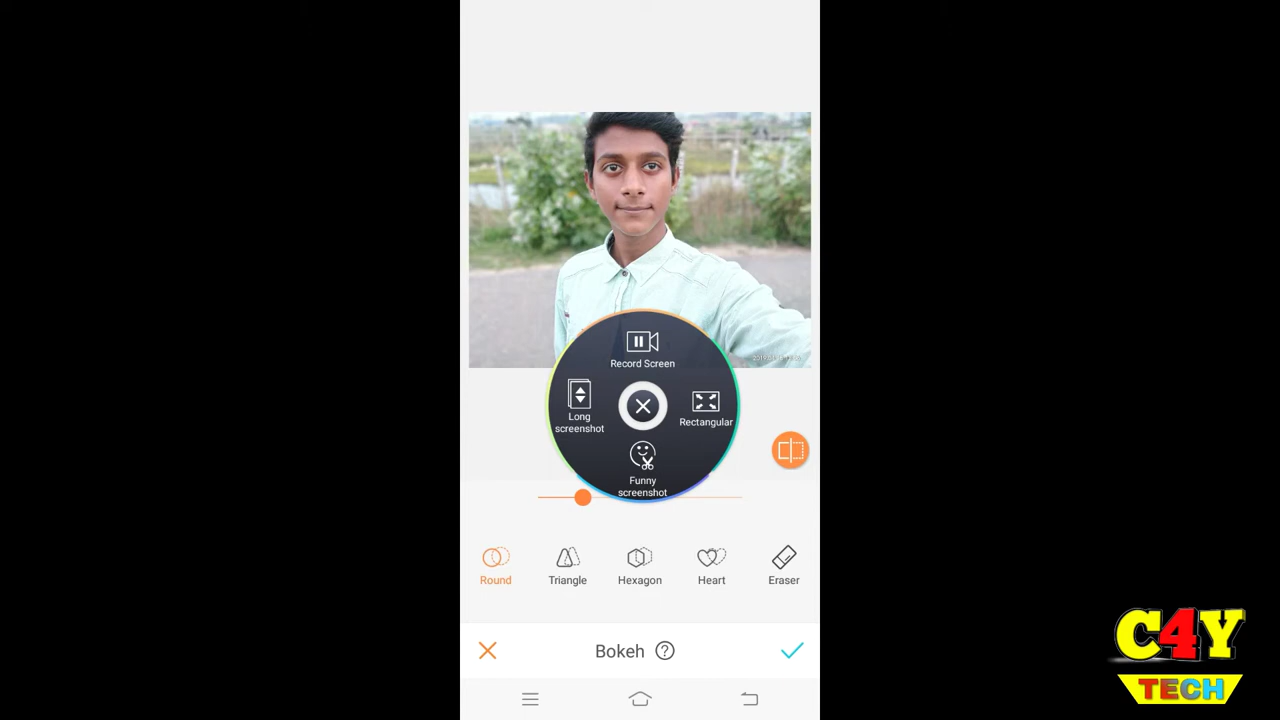 Record Screen
Long
screenshot
Rectangular
Funny
screenshot
Round
Triangle
Hexagon
Heart
Eraser
Bokeh
C4Y
TECH